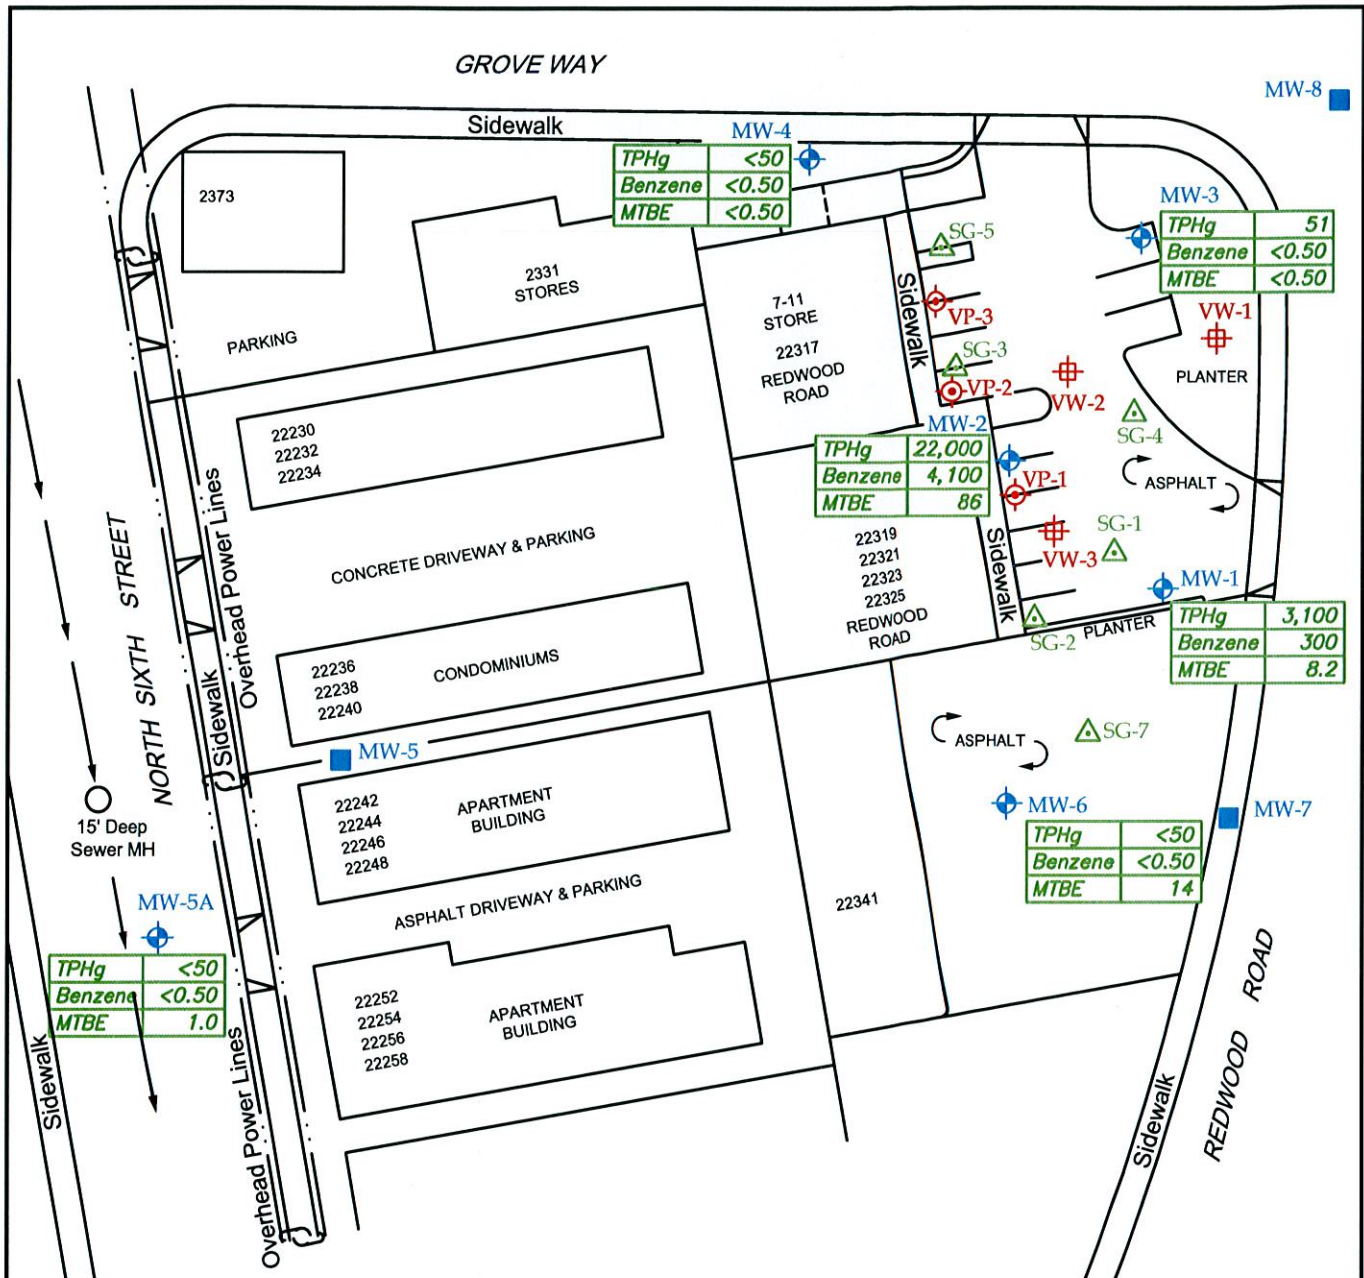 GROVE WAY
MW-8
Sidewalk
MW-4
TPHg <50
Benzene <0.50
MTBE <0.50
2373
MW-3
TPHg 51
Benzene <0.50
MTBE <0.50
SG-5
2331
STORES
7-11
STORE
22317
REDWOOD
ROAD
Sidewalk
VP-3
VW-1
PARKING
SG-3
VP-2
VW-2
PLANTER
SG-4
MW-2
TPHg 22,000
Benzene 4,100
MTBE 86
22230
22232
22234
VP-1
ASPHALT
Overhead Power Lines
NORTH SIXTH STREET
CONCRETE DRIVEWAY & PARKING
22319
22321
22323
22325
REDWOOD
ROAD
Sidewalk
VW-3
SG-1
MW-1
TPHg 3,100
Benzene 300
MTBE 8.2
SG-2
PLANTER
22236
22238
22240
CONDOMINIUMS
Sidewalk
MW-5
ASPHALT
SG-7
22242
22244
22246
22248
APARTMENT
BUILDING
15' Deep
Sewer MH
MW-6
MW-7
TPHg <50
Benzene <0.50
MTBE 14
ASPHALT DRIVEWAY & PARKING
22341
MW-5A
TPHg <50
Benzene <0.50
MTBE 1.0
22252
22254
22256
22258
APARTMENT
BUILDING
Sidewalk
Overhead Power Lines
Sidewalk
REDWOOD ROAD